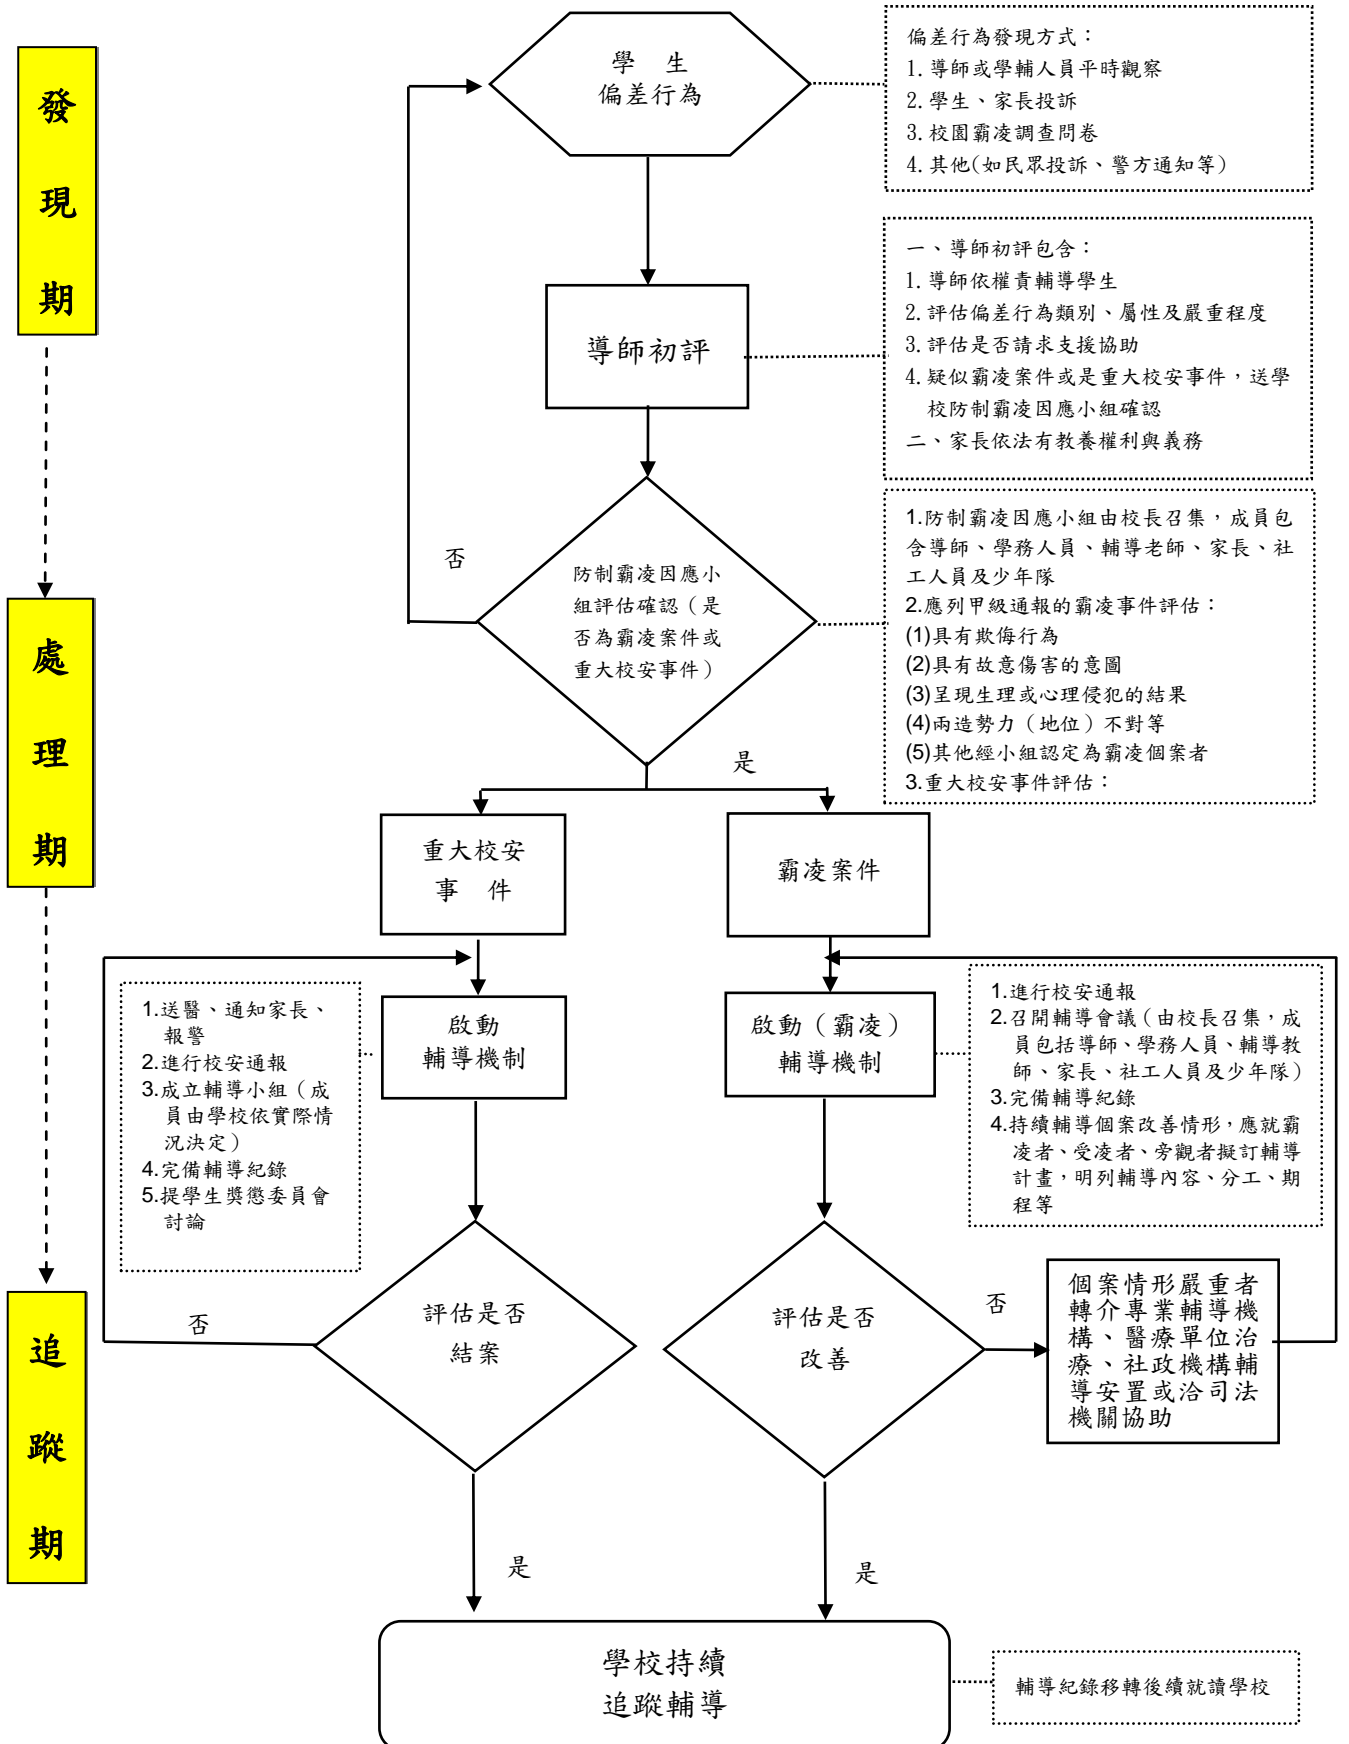 發
現
期
處
理
期
追
蹤
期
學 生
偏差行為
偏差行為發現方式：
1.導師或學輔人員平時觀察
2.學生、家長投訴
3.校園霸凌調查問卷
4.其他(如民眾投訴、警方通知等)
導師初評
一、導師初評包含：
1.導師依權責輔導學生
2.評估偏差行為類別、屬性及嚴重程度
3.評估是否請求支援協助
4.疑似霸凌案件或是重大校安事件，送學
校防制霸凌因應小組確認
二、家長依法有教養權利與義務
否
防制霸凌因應小
組評估確認（是
否為霸凌案件或
重大校安事件）
是
1.防制霸凌因應小組由校長召集，成員包
含導師、學務人員、輔導老師、家長、社
工人員及少年隊
2.應列甲級通報的霸凌事件評估：
(1)具有欺侮行為
(2)具有故意傷害的意圖
(3)呈現生理或心理侵犯的結果
(4)兩造勢力（地位）不對等
(5)其他經小組認定為霸凌個案者
3.重大校安事件評估：
重大校安
事 件
霸凌案件
1.送醫、通知家長、
報警
2.進行校安通報
3.成立輔導小組（成
員由學校依實際情
況決定）
4.完備輔導紀錄
5.提學生獎懲委員會
討論
啟動
輔導機制
啟動（霸凌）
輔導機制
1.進行校安通報
2.召開輔導會議（由校長召集，成
員包括導師、學務人員、輔導教
師、家長、社工人員及少年隊）
3.完備輔導紀錄
4.持續輔導個案改善情形，應就霸
凌者、受凌者、旁觀者擬訂輔導
計畫，明列輔導內容、分工、期
程等
否
評估是否
結案
評估是否
改善
否
個案情形嚴重者
轉介專業輔導機
構、醫療單位治
療、社政機構輔
導安置或洽司法
機關協助
是
是
學校持續
追蹤輔導
輔導紀錄移轉後續就讀學校